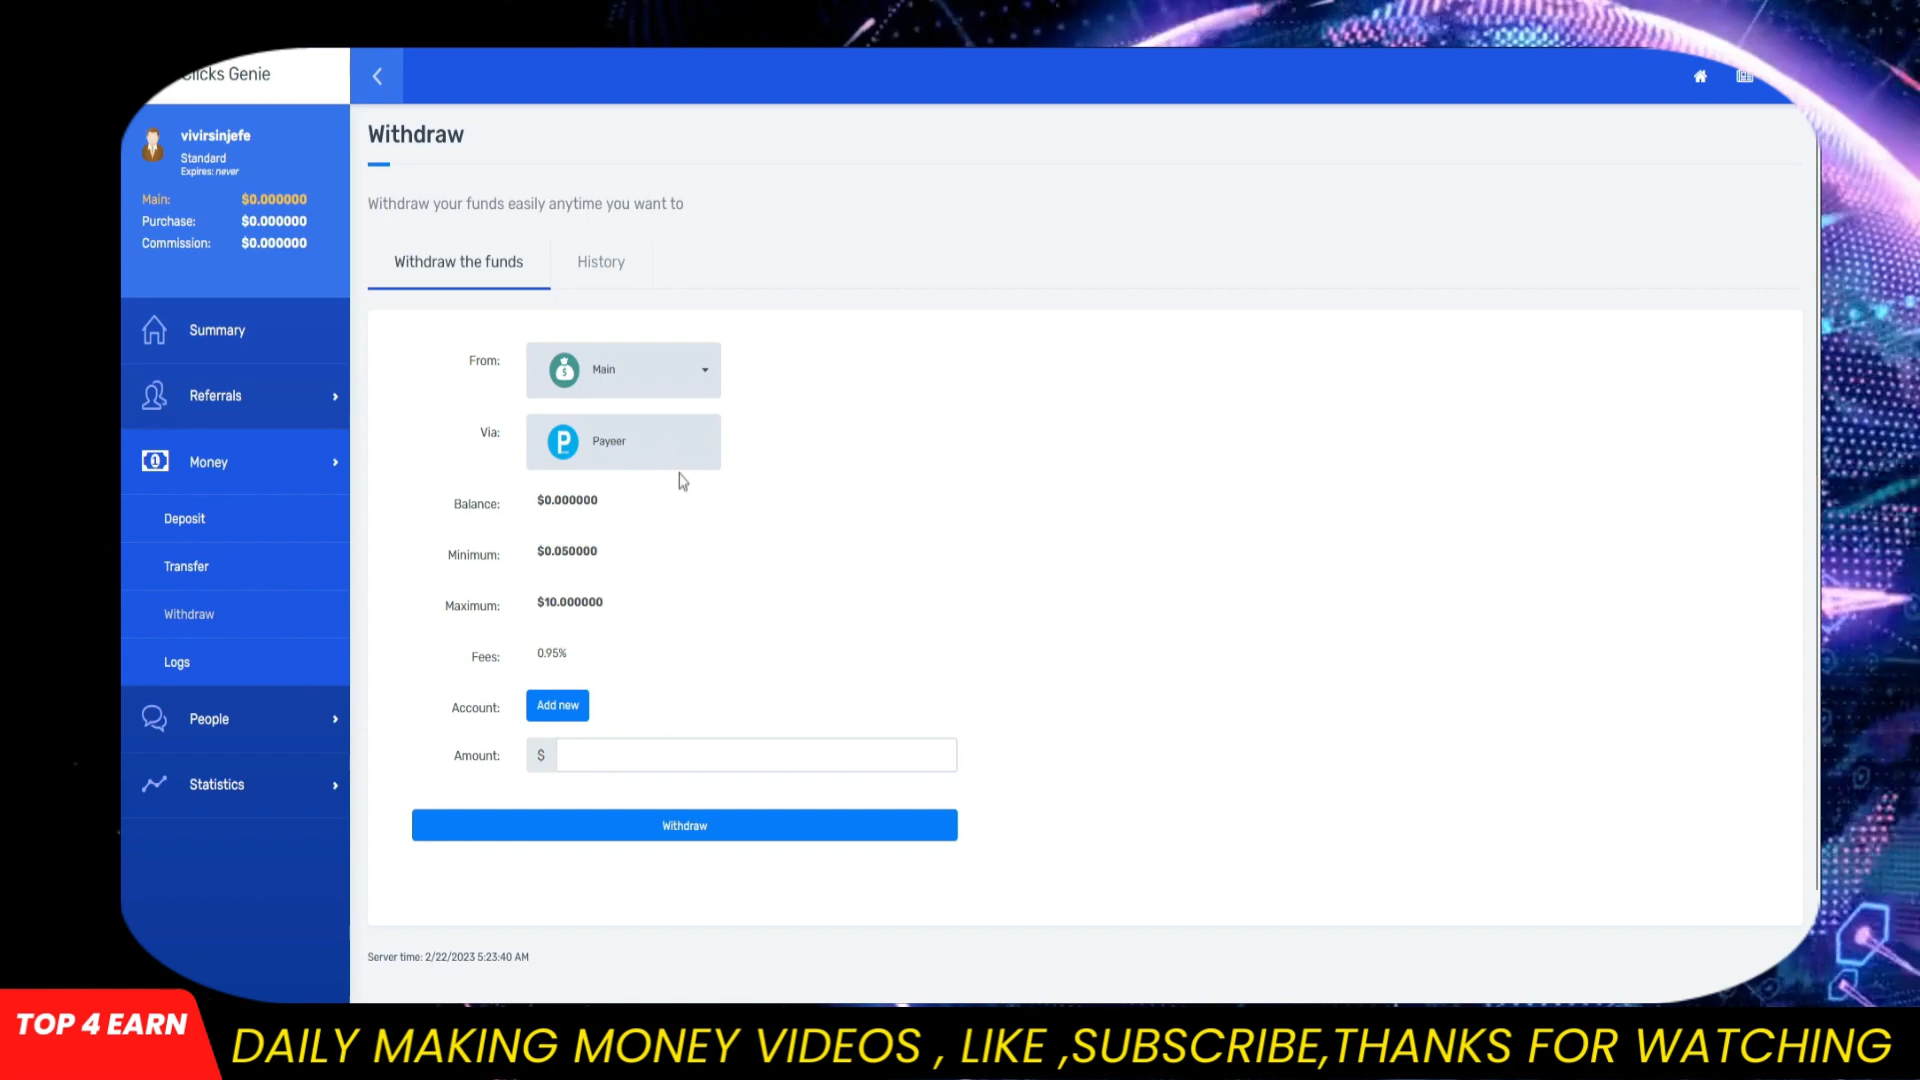 Clicks Genie
vivirsinjefe
Standard
Expires: never
Main: $0.000000
Purchase: $0.000000
Commission: $0.000000
Summary
Referrals
Money
Deposit
Transfer
Withdraw
Logs
People
Statistics
Withdraw
Withdraw your funds easily anytime you want to
Withdraw the funds
History
From: Main
Via: Payeer
Balance: $0.000000
Minimum: $0.050000
Maximum: $10.000000
Fees: 0.95%
Account: Add new
Amount: $
Withdraw
Server time: 2/22/2023 5:23:40 AM
TOP 4 EARN
DAILY MAKING MONEY VIDEOS , LIKE ,SUBSCRIBE,THANKS FOR WATCHING